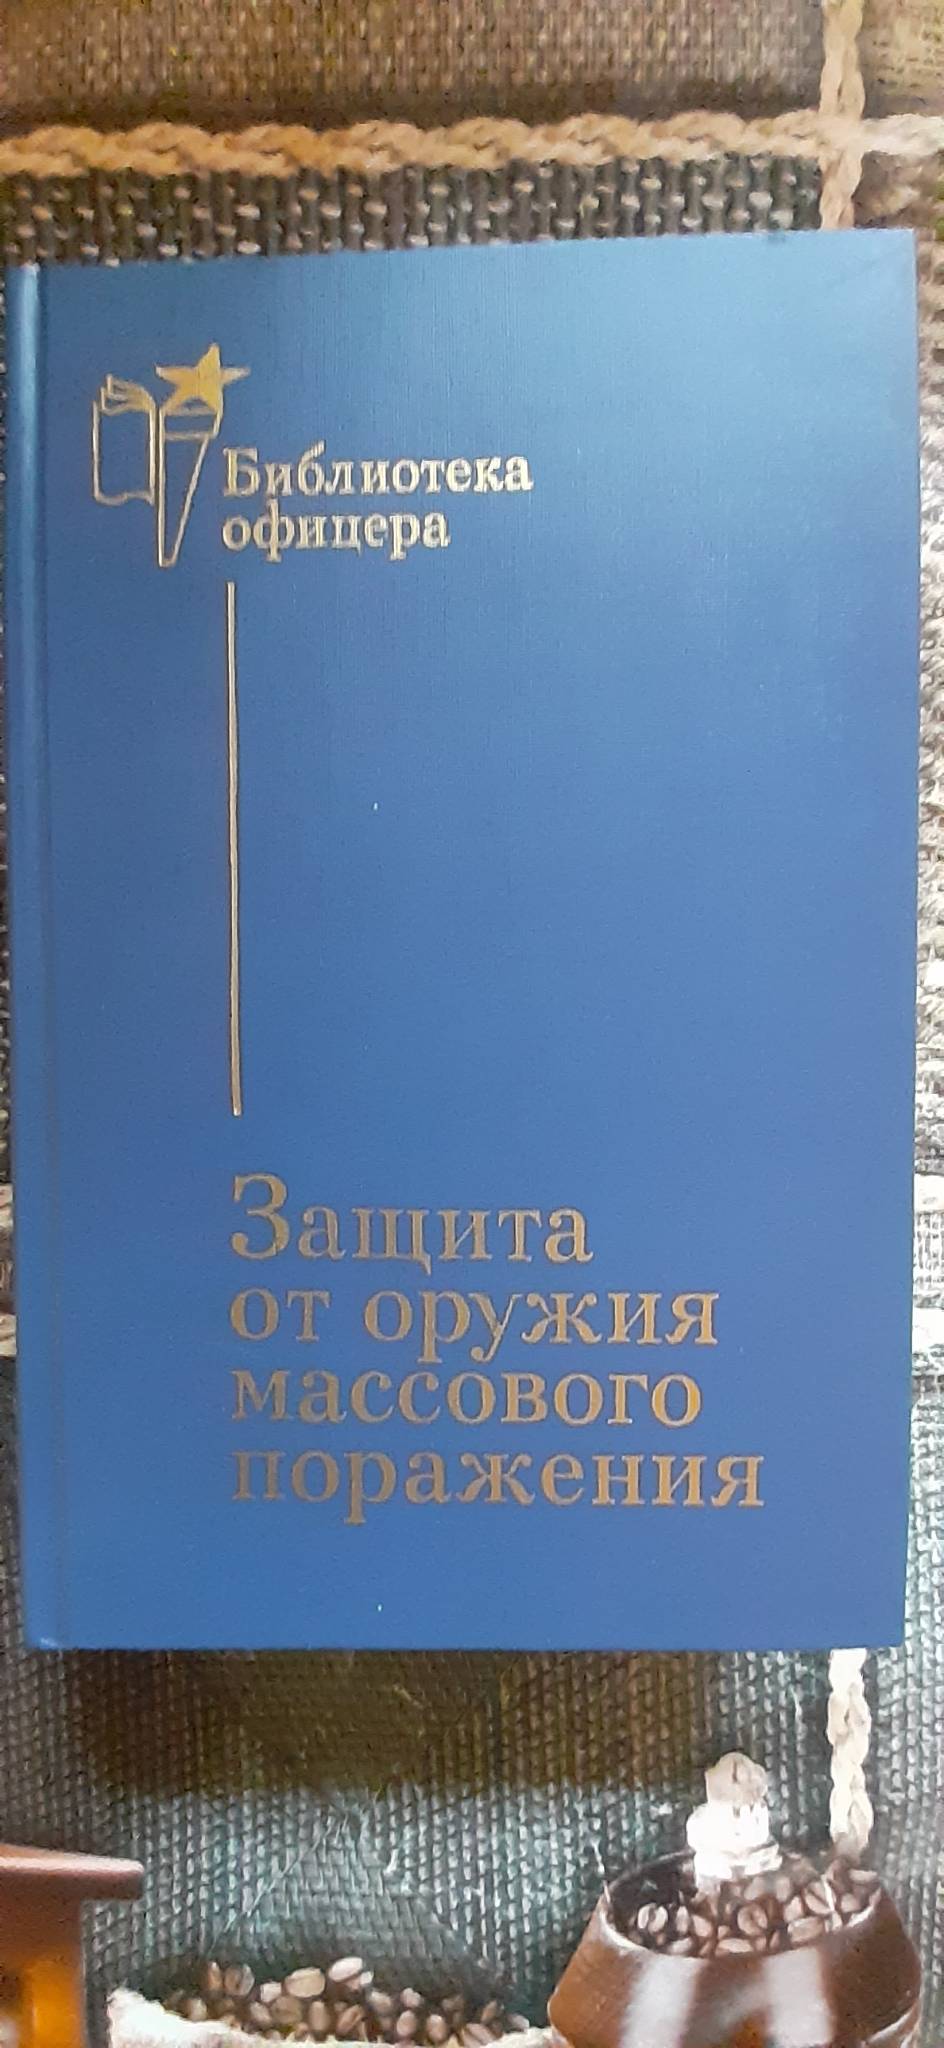 Библиотека
офицера
Защита
от оружия
массового
поражения